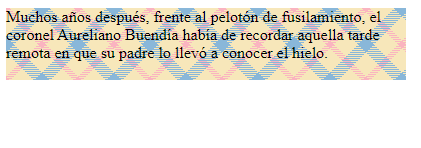 Muchos años después, frente al pelotón de fusilamiento, el
coronel Aureliano Buendía había de recordar aquella tarde
remota en que su padre lo llevó a conocer el hielo.